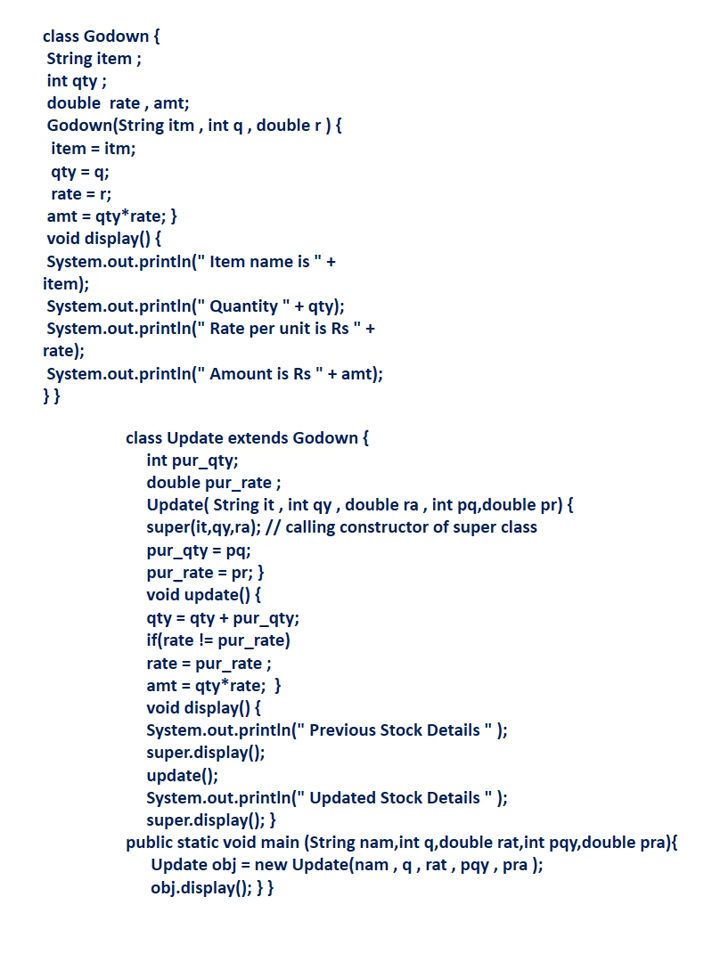 class Godown {
String item ;
int qty ;
double  rate , amt;
Godown(String itm , int q , double r ) {
item = itm;
qty = q;
rate = r;
amt = qty*rate; }
void display() {
System.out.println(" Item name is " +
item);
System.out.println(" Quantity " + qty);
System.out.println(" Rate per unit is Rs " +
rate);
System.out.println(" Amount is Rs " + amt);
} }
class Update extends Godown {
int pur_qty;
double pur_rate ;
Update( String it , int qy , double ra , int pq,double pr) {
super(it,qy,ra); // calling constructor of super class
pur_qty = pq;
pur_rate = pr; }
void update() {
qty = qty + pur_qty;
if(rate != pur_rate)
rate = pur_rate ;
amt = qty*rate;  }
void display() {
System.out.println(" Previous Stock Details " );
super.display();
update();
System.out.println(" Updated Stock Details " );
super.display(); }
public static void main (String nam,int q,double rat,int pqy,double pra){
Update obj = new Update(nam , q , rat , pqy , pra );
obj.display(); } }